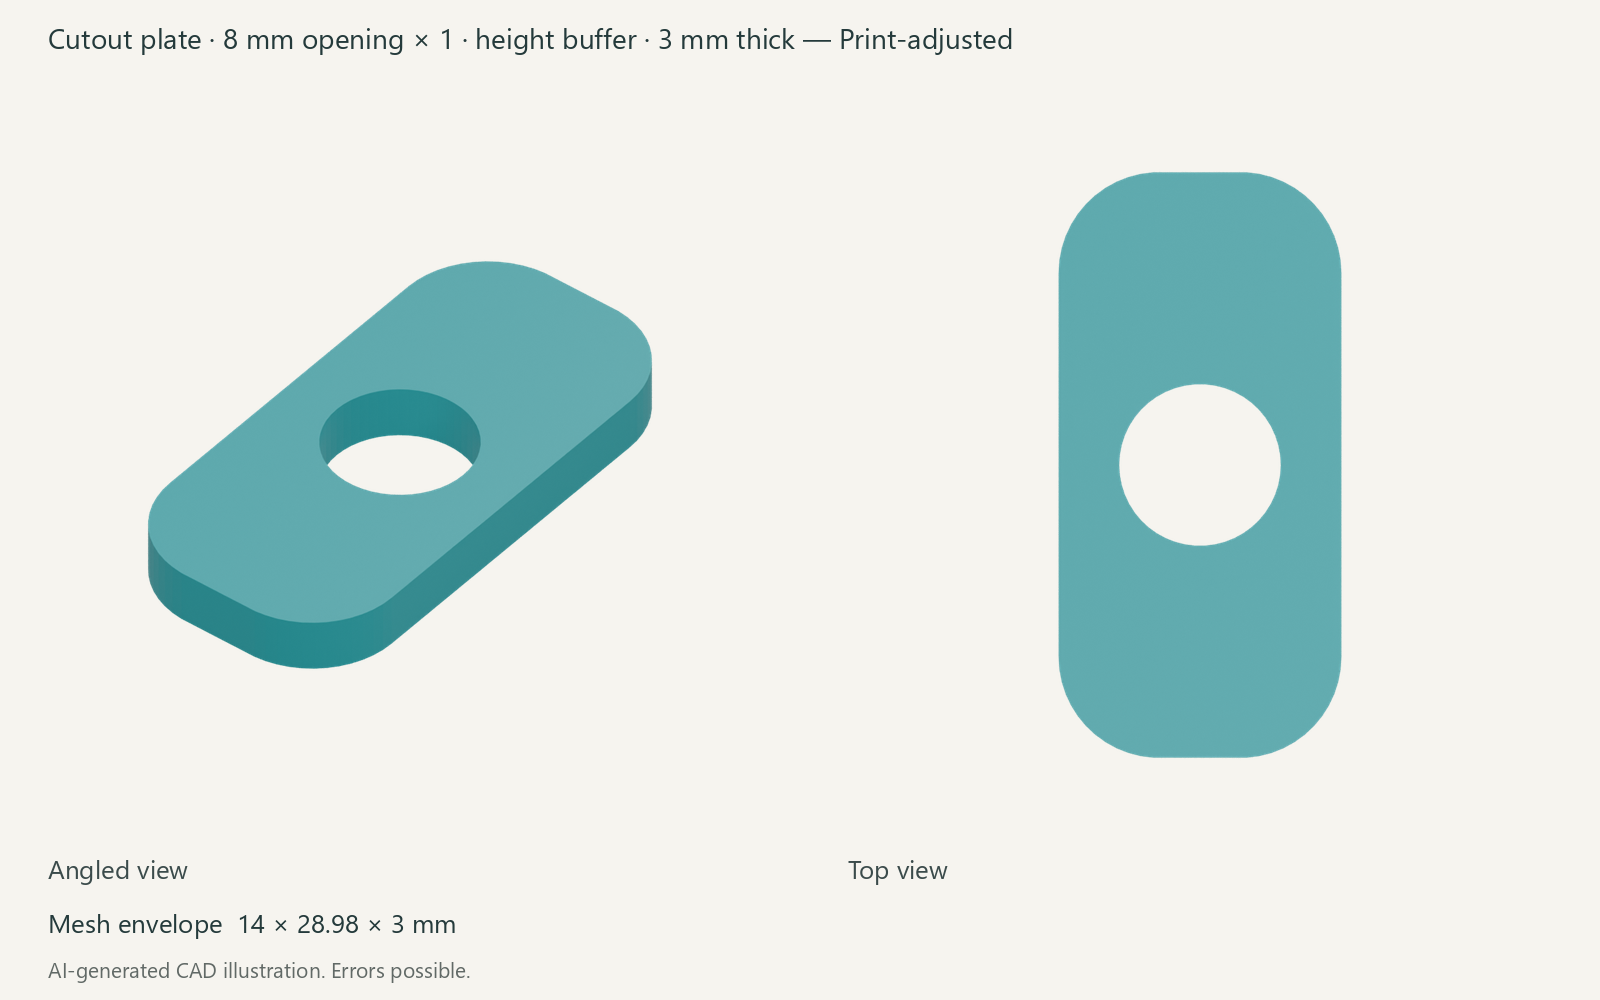 Cutout plate · 8 mm opening × 1 · height buffer · 3 mm thick — Print-adjusted
Angled view
Top view
Mesh envelope 14 × 28.98 × 3 mm
AI-generated CAD illustration. Errors possible.